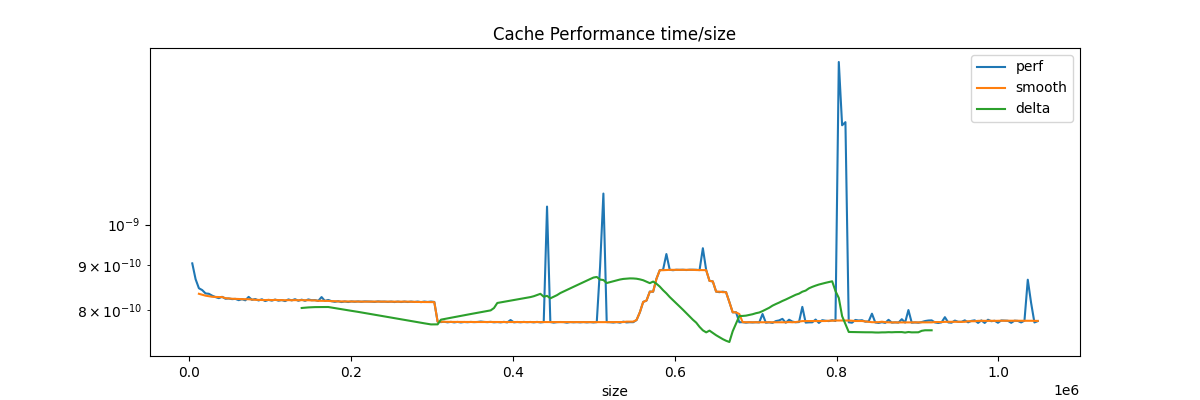 Cache Performance time/size
perf
smooth
delta
10⁻⁹
9 × 10⁻¹⁰
8 × 10⁻¹⁰
0.0 0.2 0.4 0.6 0.8 1.0
size
1e6